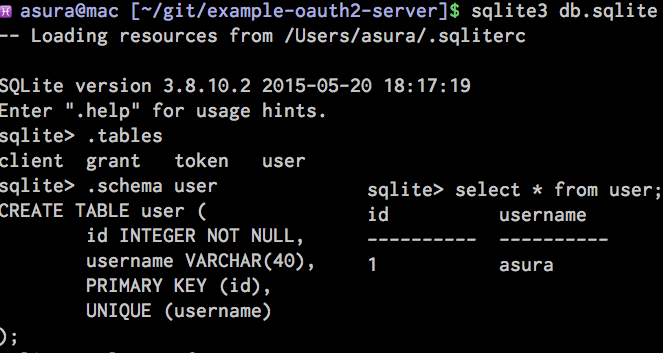 asura@mac [~/git/example-oauth2-server]$ sqlite3 db.sqlite
-- Loading resources from /Users/asura/.sqliterc
SQLite version 3.8.10.2 2015-05-20 18:17:19
Enter ".help" for usage hints.
sqlite> .tables
client  grant   token   user
sqlite> .schema user
CREATE TABLE user (
        id INTEGER NOT NULL,
        username VARCHAR(40),
        PRIMARY KEY (id),
        UNIQUE (username)
);
sqlite> select * from user;
id          username
----------  ----------
1           asura